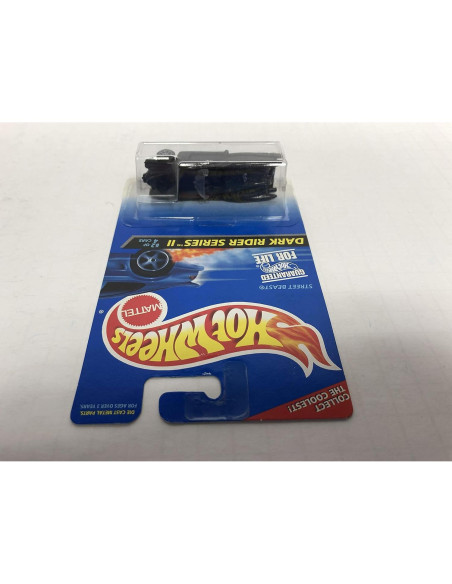 COLLECT
THE COOLEST!
DIE CAST METAL PARTS
FOR AGES OVER 3 YEARS
HOT WHEELS®
MATTEL
STREET BEAST®
GUARANTEED
FOR LIFE
DARK RIDER SERIES™ II
#2 OF
4 CARS